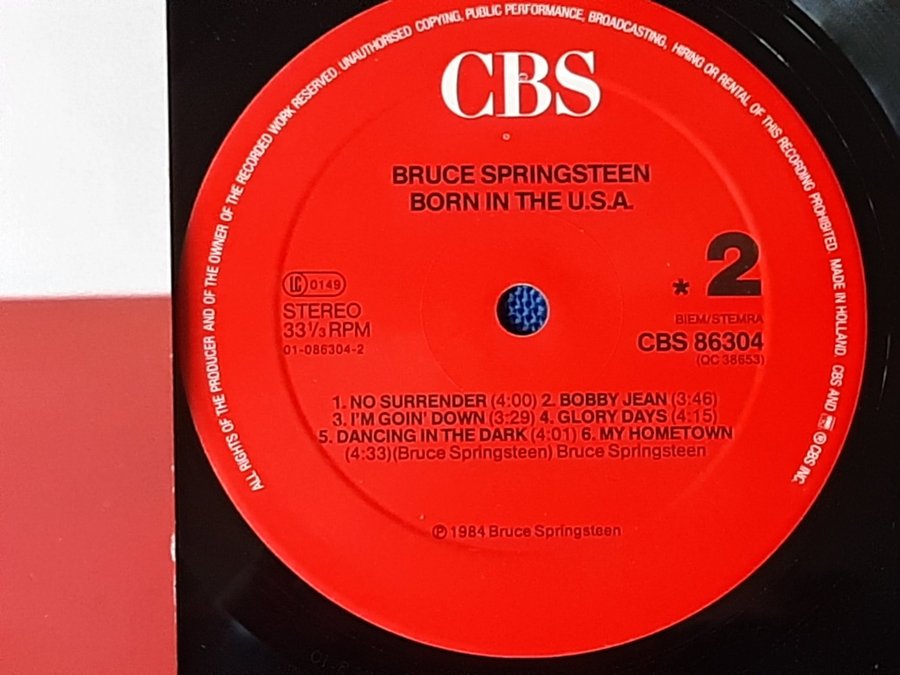 ALL RIGHTS OF THE PRODUCER AND OF THE OWNER OF THE RECORDED WORK RESERVED. UNAUTHORISED COPYING, PUBLIC PERFORMANCE, BROADCASTING, HIRING OR RENTAL OF THIS RECORDING PROHIBITED. MADE IN HOLLAND. CBS AND ® © CBS INC.
CBS
BRUCE SPRINGSTEEN
BORN IN THE U.S.A.
* 2
LC 0149
STEREO
33⅓ RPM
01-086304-2
BIEM/STEMRA
CBS 86304
(QC 38653)
1. NO SURRENDER (4:00) 2. BOBBY JEAN (3:46)
3. I'M GOIN' DOWN (3:29) 4. GLORY DAYS (4:15)
5. DANCING IN THE DARK (4:01) 6. MY HOMETOWN
(4:33)(Bruce Springsteen) Bruce Springsteen
℗ 1984 Bruce Springsteen